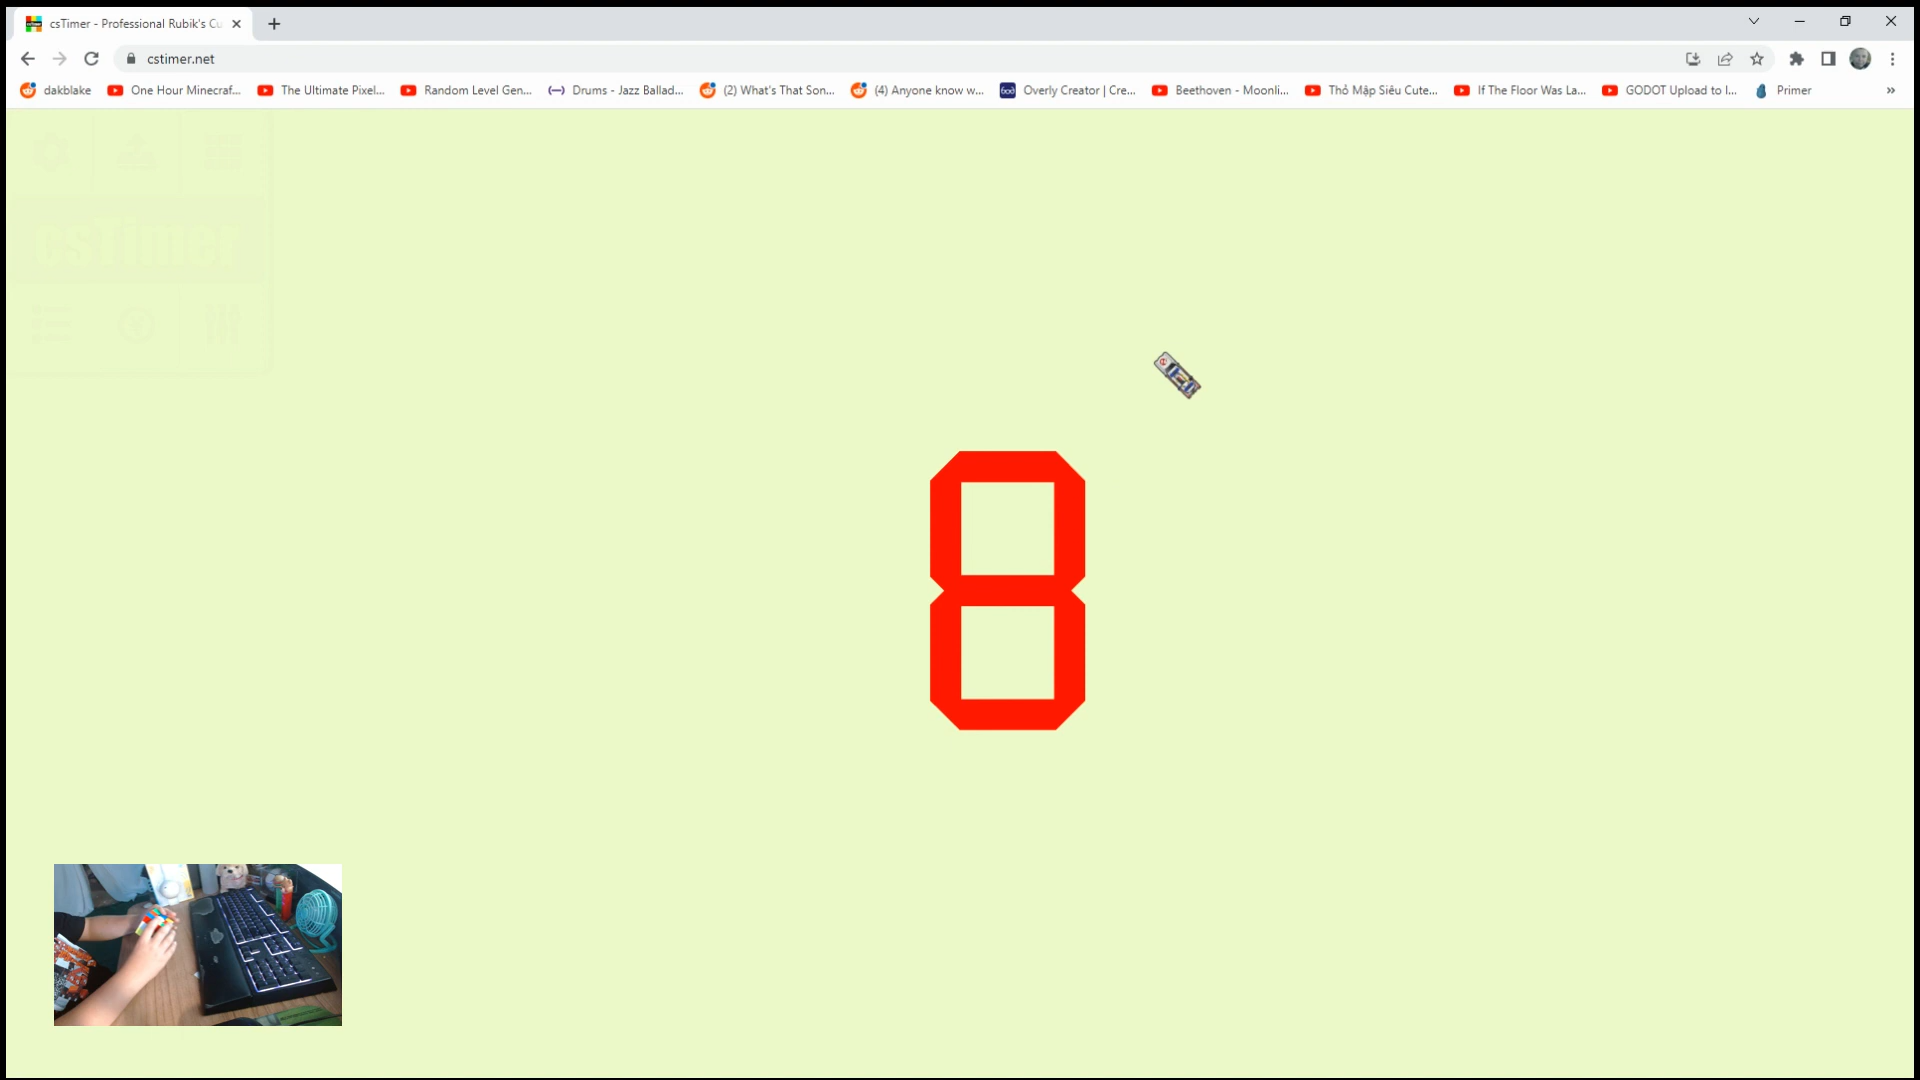 csTimer - Professional Rubik's Cu
cstimer.net
dakblake
One Hour Minecraf...
The Ultimate Pixel...
Random Level Gen...
Drums - Jazz Ballad...
(2) What's That Son...
(4) Anyone know w...
Overly Creator | Cre...
Beethoven - Moonli...
Thỏ Mập Siêu Cute...
If The Floor Was La...
GODOT Upload to I...
Primer
»
csTimer
8